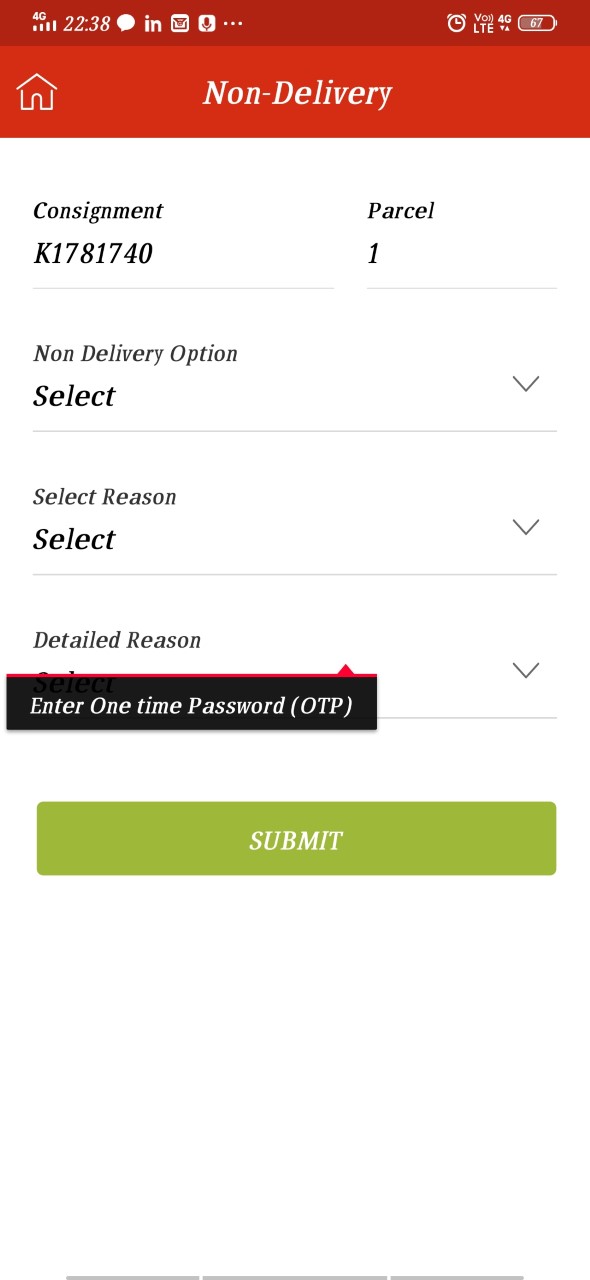 4G 22:38 in ... Vo)) LTE 4G 67
Non-Delivery
Consignment Parcel
K1781740 1
Non Delivery Option
Select
Select Reason
Select
Detailed Reason
Select
Enter One time Password (OTP)
SUBMIT